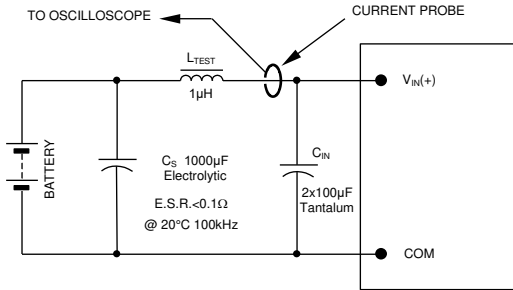 TO OSCILLOSCOPE
CURRENT PROBE
LTEST
1µH
VIN(+)
BATTERY
CS 1000µF
Electrolytic
E.S.R.<0.1Ω
@ 20°C 100kHz
CIN
2x100µF
Tantalum
COM